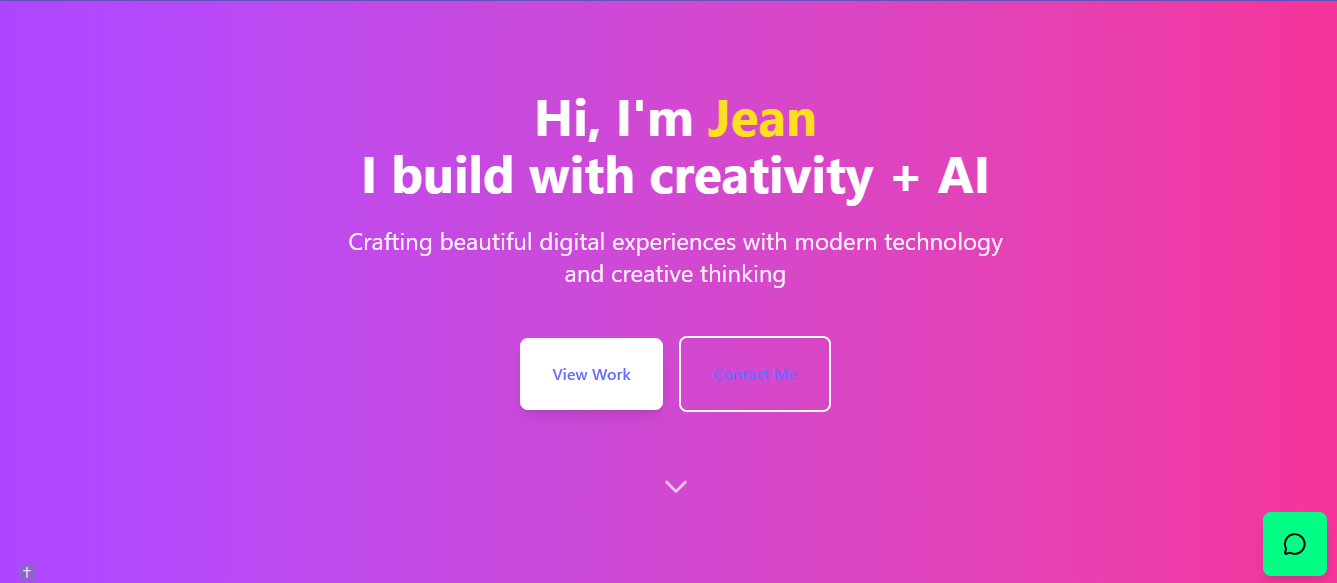 Hi, I'm Jean
I build with creativity + AI
Crafting beautiful digital experiences with modern technology
and creative thinking
View Work
Contact Me